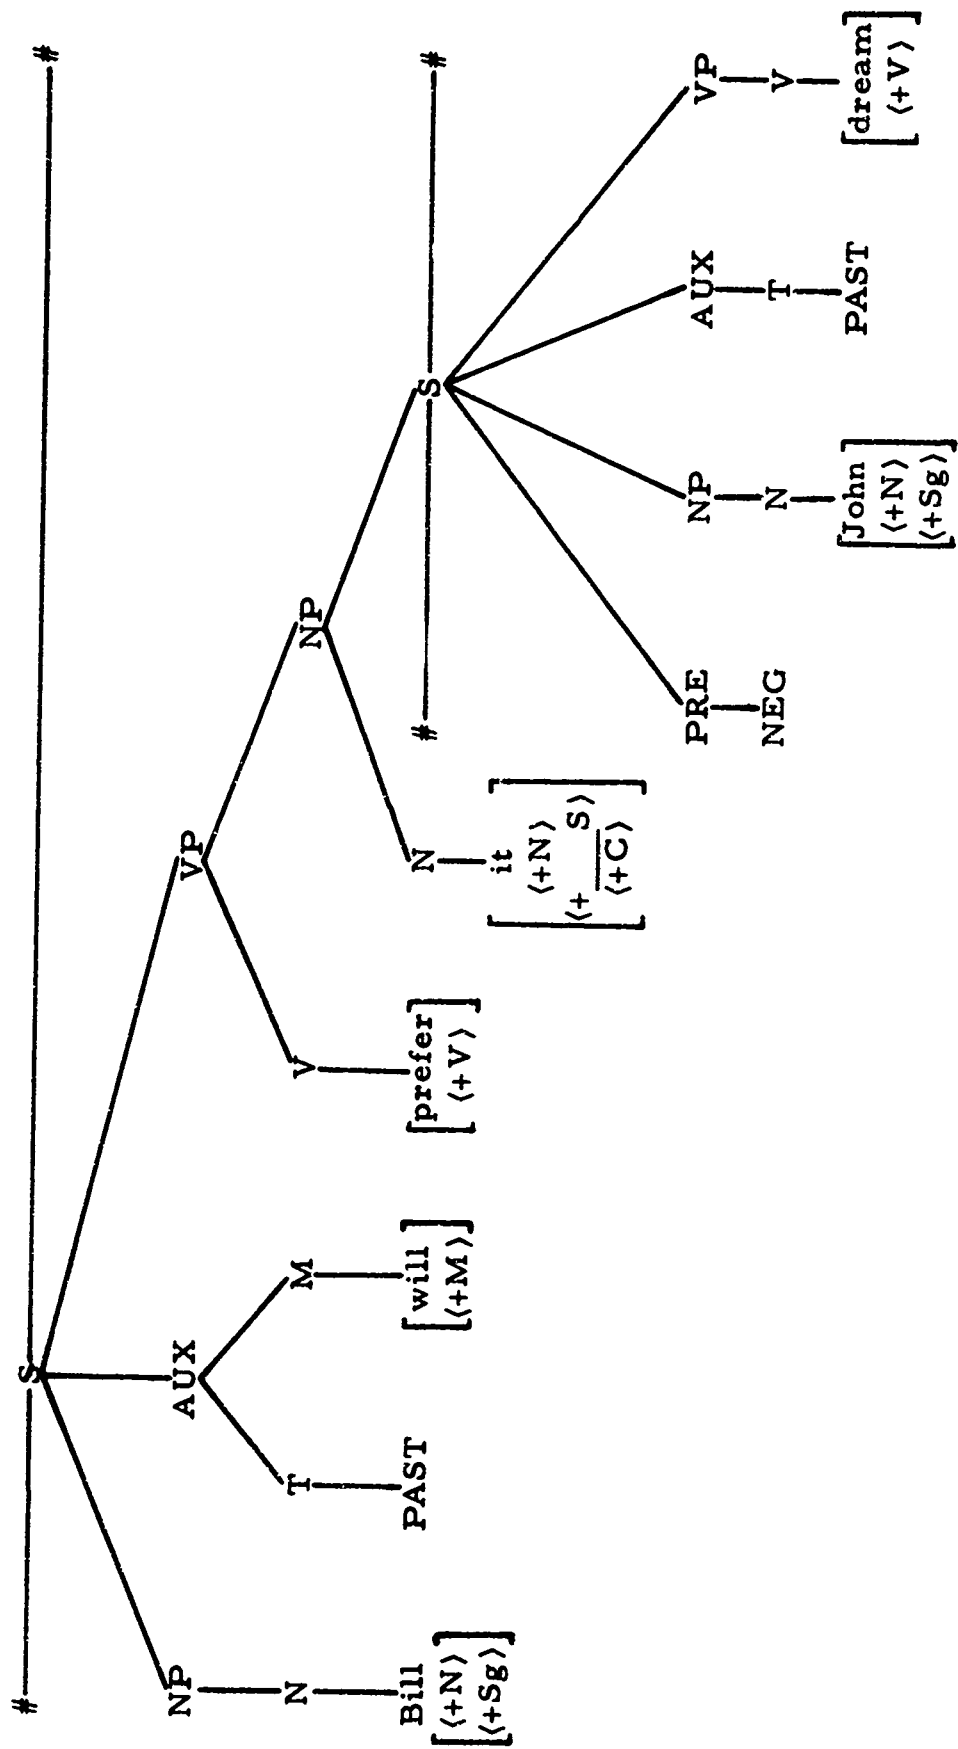 # S #
NP AUX VP
N T M V NP
Bill PAST [will] [prefer] N # S #
[⟨+N⟩] [⟨+M⟩] [⟨+V⟩] it
[⟨+Sg⟩] [⟨+N⟩]
[⟨+ S⟩]
[⟨+C⟩]
PRE NP AUX VP
NEG N T V
[John] PAST [dream]
[⟨+N⟩] [⟨+V⟩]
[⟨+Sg⟩]